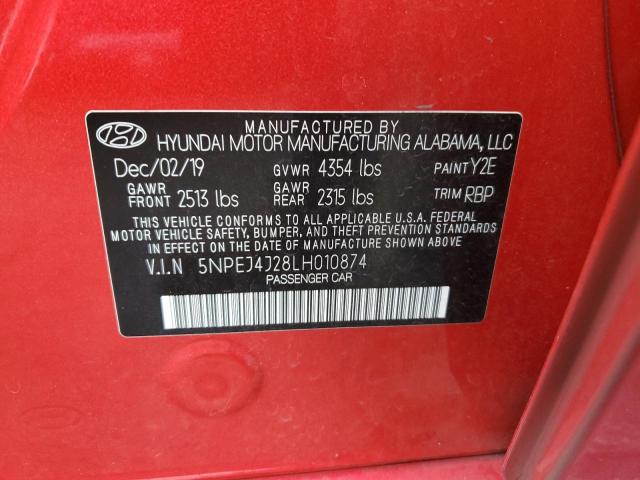 MANUFACTURED BY
HYUNDAI MOTOR MANUFACTURING ALABAMA, LLC
Dec/02/19 GVWR 4354 lbs PAINT Y2E
GAWR FRONT 2513 lbs GAWR REAR 2315 lbs TRIM RBP
THIS VEHICLE CONFORMS TO ALL APPLICABLE U.S.A. FEDERAL
MOTOR VEHICLE SAFETY, BUMPER, AND THEFT PREVENTION STANDARDS
IN EFFECT ON THE DATE OF MANUFACTURE SHOWN ABOVE.
V.I.N 5NPEJ4J28LH010874
PASSENGER CAR